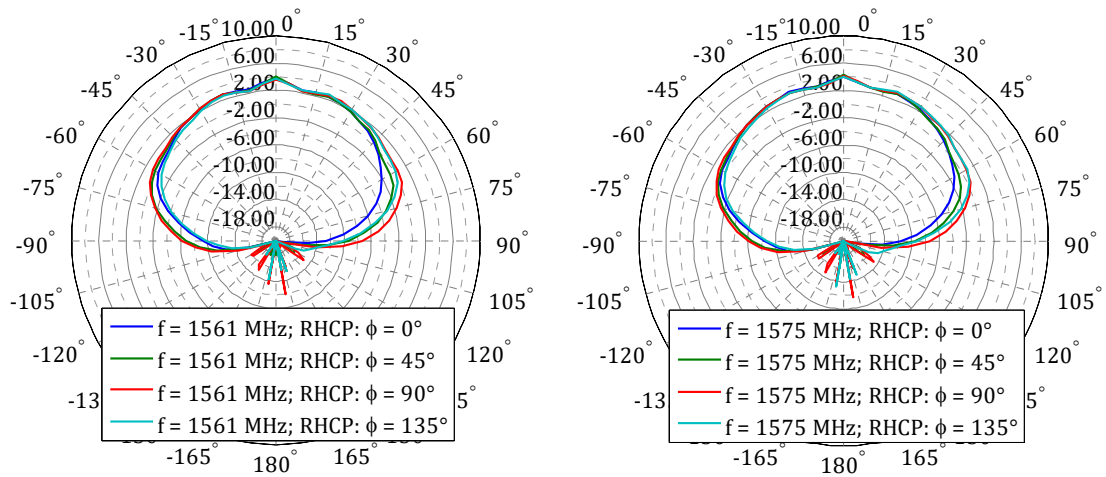 0°
-15° 10.00 15°
-30° 6.00 30°
-45° 2.00 45°
-60° -2.00 60°
-6.00
-75° -10.00 75°
-14.00
-18.00
-90° 90°
-105° 105°
-120° 120°
f = 1561 MHz; RHCP: ϕ = 0°
f = 1561 MHz; RHCP: ϕ = 45°
f = 1561 MHz; RHCP: ϕ = 90°
f = 1561 MHz; RHCP: ϕ = 135°
-13 5°
-165° 165°
180°
0°
-15° 10.00 15°
-30° 6.00 30°
-45° 2.00 45°
-60° -2.00 60°
-6.00
-75° -10.00 75°
-14.00
-18.00
-90° 90°
-105° 105°
-120° 120°
f = 1575 MHz; RHCP: ϕ = 0°
f = 1575 MHz; RHCP: ϕ = 45°
f = 1575 MHz; RHCP: ϕ = 90°
f = 1575 MHz; RHCP: ϕ = 135°
-13 5°
-165° 165°
180°